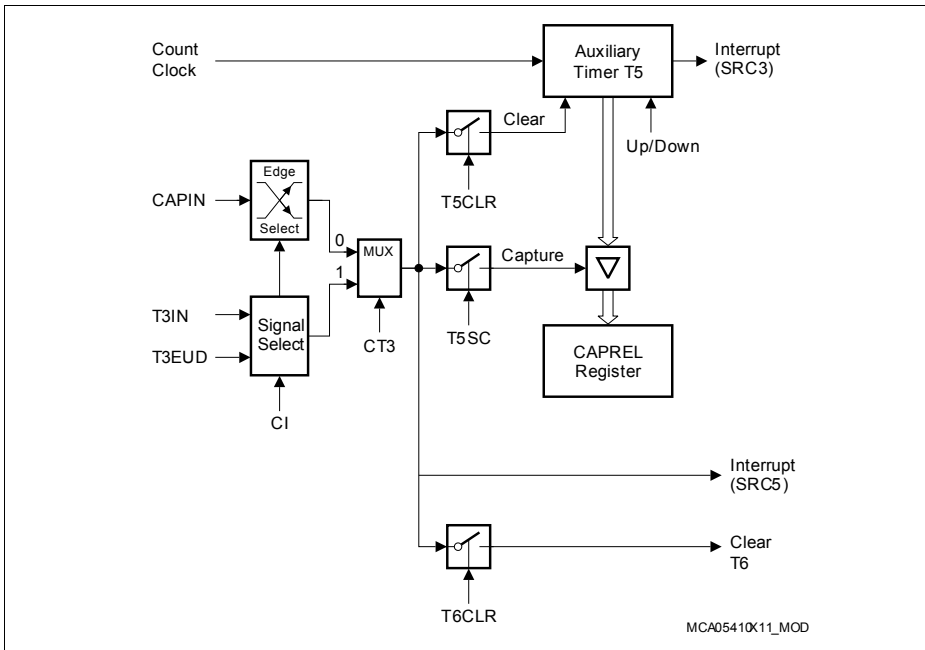 Count
Clock
Auxiliary
Timer T5
Interrupt
(SRC3)
Clear
Up/Down
T5CLR
CAPIN
Edge
Select
0
MUX
1
Capture
T3IN
T3EUD
Signal
Select
CT3
T5SC
CAPREL
Register
CI
Interrupt
(SRC5)
Clear
T6
T6CLR
MCA05410X11_MOD